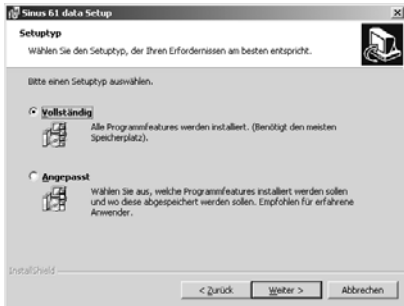 Sinus 61 data Setup
Setuptyp
Wählen Sie den Setuptyp, der Ihren Erfordernissen am besten entspricht.
Bitte einen Setuptyp auswählen.
Vollständig
Alle Programmfeatures werden installiert. (Benötigt den meisten
Speicherplatz).
Angepasst
Wählen Sie aus, welche Programmfeatures installiert werden sollen
und wo diese abgespeichert werden sollen. Empfohlen für erfahrene
Anwender.
InstallShield
< Zurück Weiter > Abbrechen